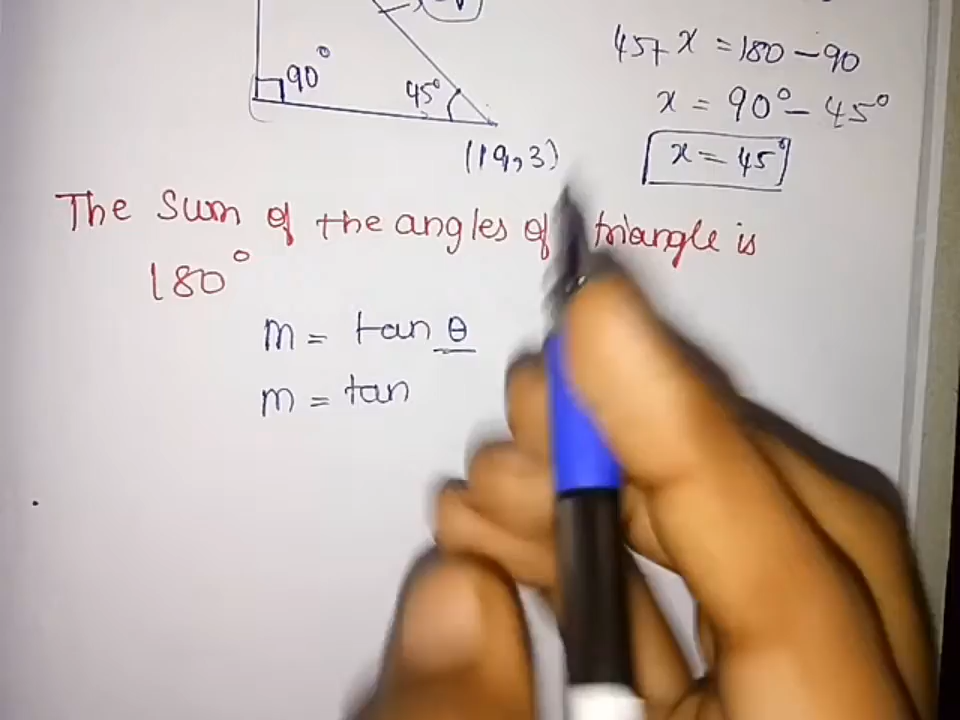 90°
45°
(19,3)
45+x = 180-90
x = 90°-45°
x = 45°
The Sum of the angles of triangle is
180°
m = tan θ
m = tan